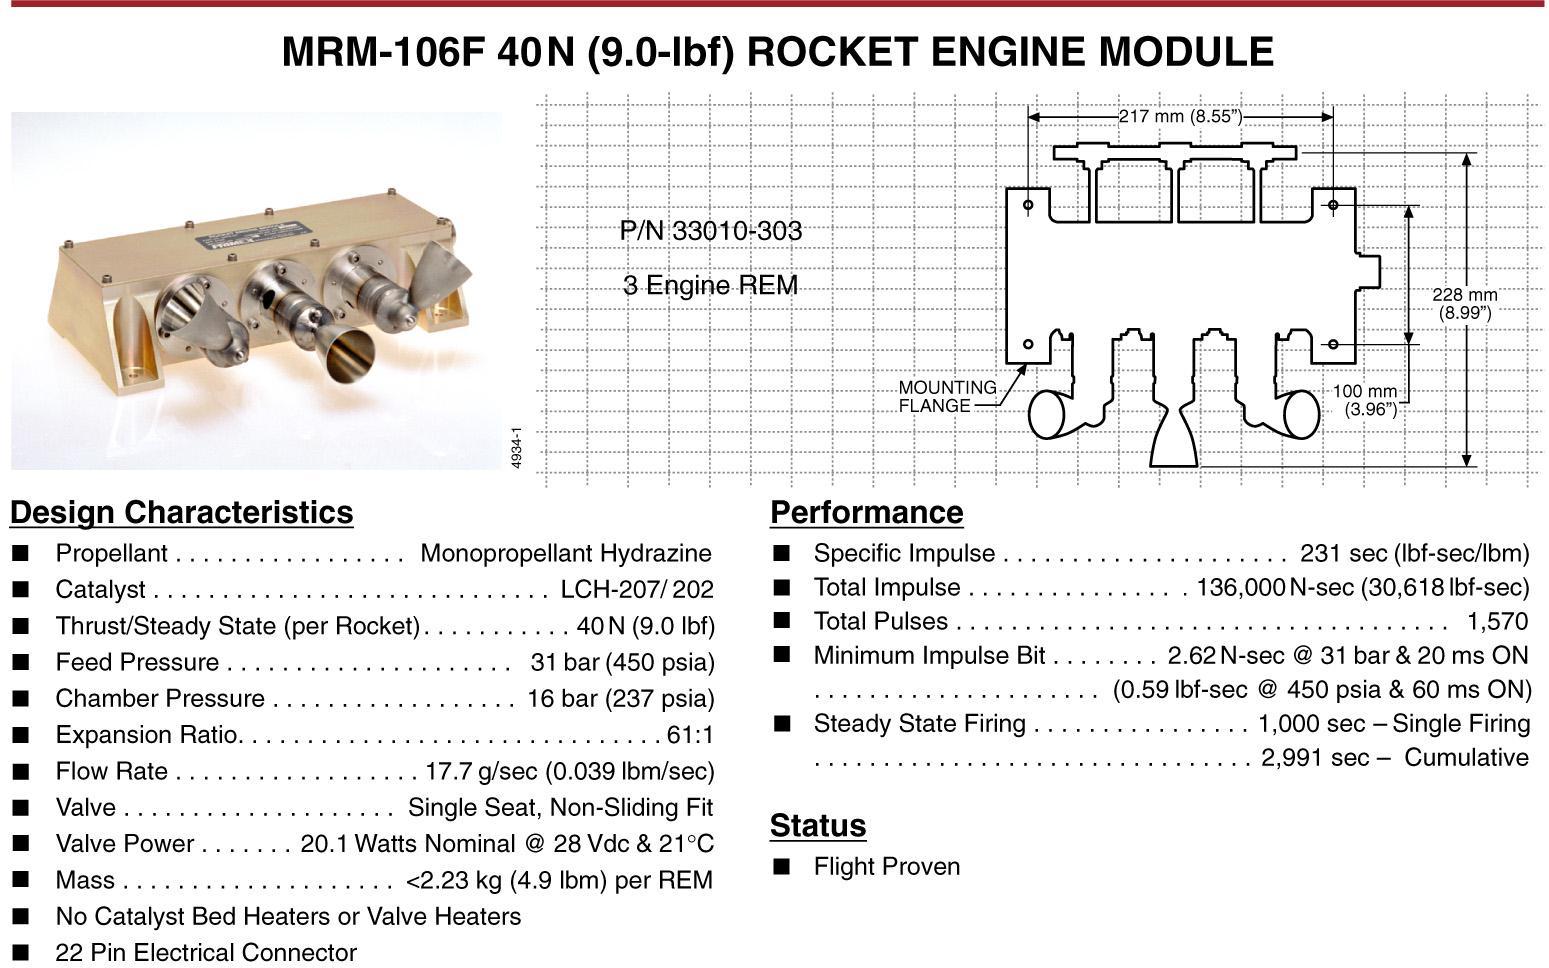 MRM-106F 40N (9.0-lbf) ROCKET ENGINE MODULE
217 mm (8.55”)
P/N 33010-303
3 Engine REM
228 mm
(8.99”)
MOUNTING
FLANGE
100 mm
(3.96”)
4934-1
Design Characteristics
■ Propellant . . . . . . . . . . . . . . . . . Monopropellant Hydrazine
■ Catalyst . . . . . . . . . . . . . . . . . . . . . . . . . . . . . LCH-207/ 202
■ Thrust/Steady State (per Rocket). . . . . . . . . . . 40N (9.0 lbf)
■ Feed Pressure . . . . . . . . . . . . . . . . . . . . . 31 bar (450 psia)
■ Chamber Pressure . . . . . . . . . . . . . . . . . . 16 bar (237 psia)
■ Expansion Ratio. . . . . . . . . . . . . . . . . . . . . . . . . . . . . . . 61:1
■ Flow Rate . . . . . . . . . . . . . . . . . . 17.7 g/sec (0.039 lbm/sec)
■ Valve . . . . . . . . . . . . . . . . . . . . Single Seat, Non-Sliding Fit
■ Valve Power . . . . . . . 20.1 Watts Nominal @ 28 Vdc & 21°C
■ Mass . . . . . . . . . . . . . . . . . . . . <2.23 kg (4.9 lbm) per REM
■ No Catalyst Bed Heaters or Valve Heaters
■ 22 Pin Electrical Connector
Performance
■ Specific Impulse . . . . . . . . . . . . . . . . . . . . . 231 sec (lbf-sec/lbm)
■ Total Impulse . . . . . . . . . . . . . . . . 136,000N-sec (30,618 lbf-sec)
■ Total Pulses . . . . . . . . . . . . . . . . . . . . . . . . . . . . . . . . . . . . 1,570
■ Minimum Impulse Bit . . . . . . . . 2.62N-sec @ 31 bar & 20 ms ON
. . . . . . . . . . . . . . . . . . . . . (0.59 lbf-sec @ 450 psia & 60 ms ON)
■ Steady State Firing . . . . . . . . . . . . . . . . 1,000 sec – Single Firing
. . . . . . . . . . . . . . . . . . . . . . . . . . . . . . . . 2,991 sec – Cumulative
Status
■ Flight Proven